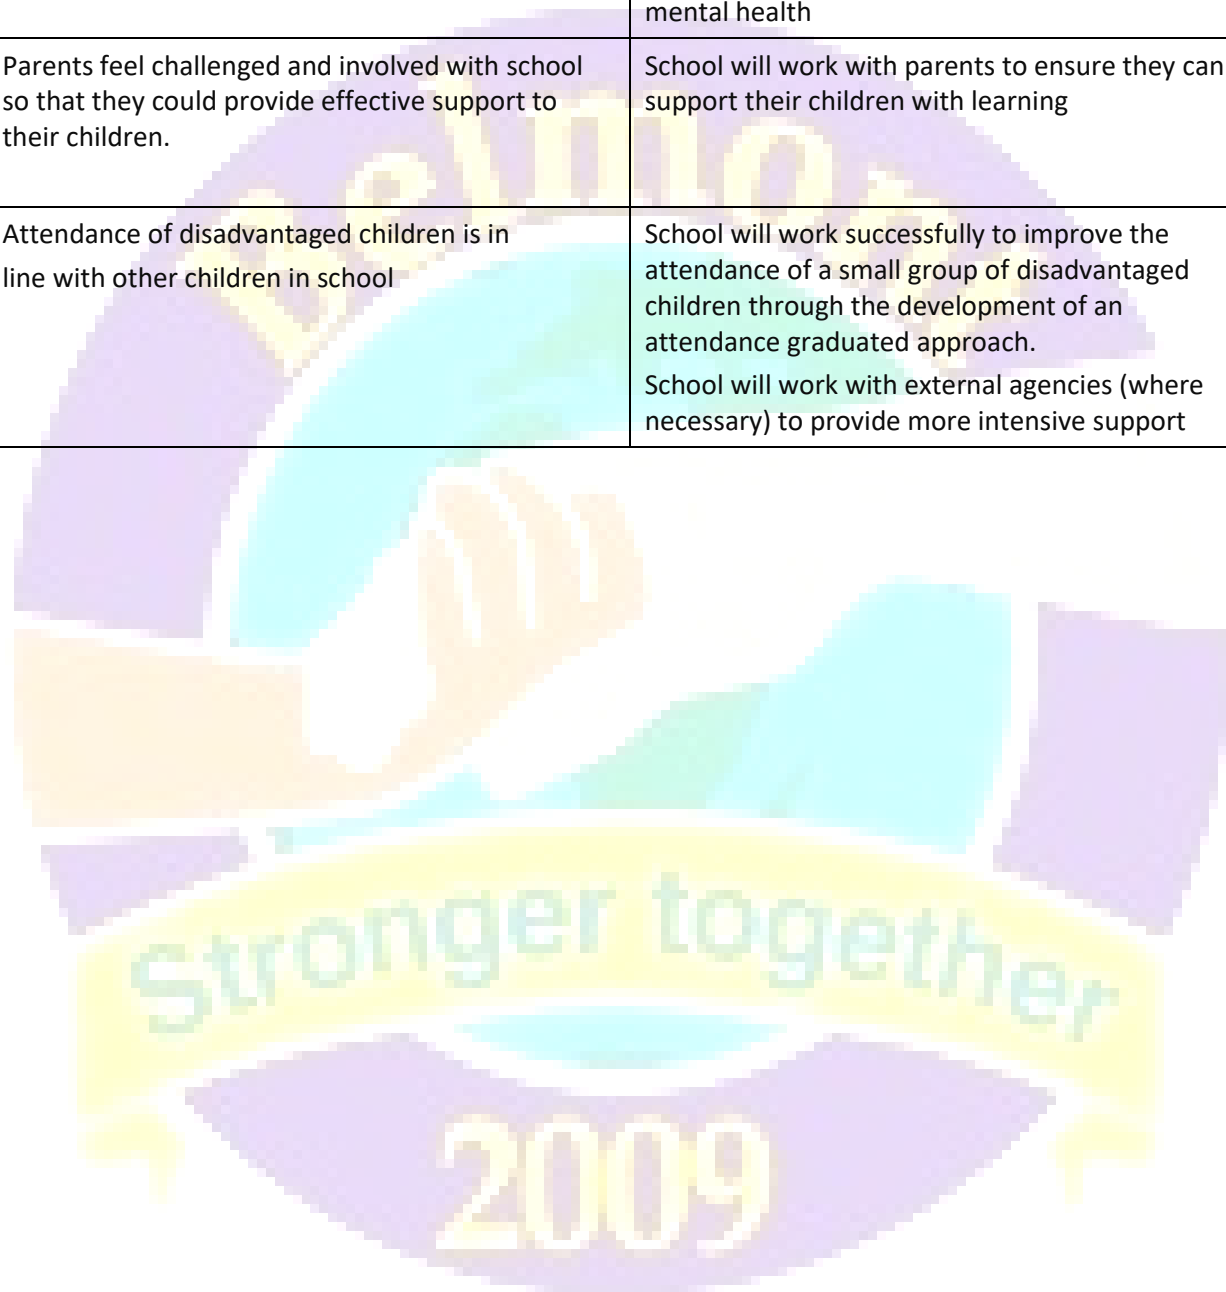 mental health
Parents feel challenged and involved with school
so that they could provide effective support to
their children.
School will work with parents to ensure they can
support their children with learning
Attendance of disadvantaged children is in
line with other children in school
School will work successfully to improve the
attendance of a small group of disadvantaged
children through the development of an
attendance graduated approach.
School will work with external agencies (where
necessary) to provide more intensive support
Belmont
Stronger together
2009